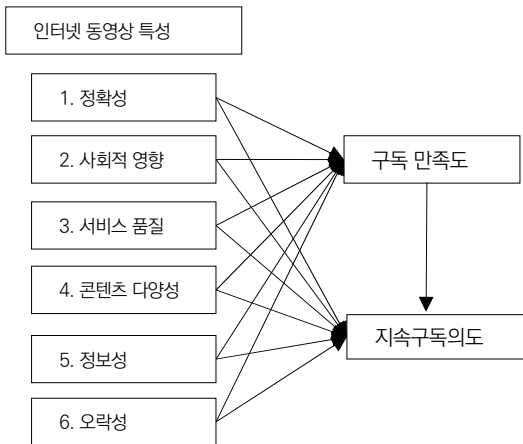 인터넷 동영상 특성
1. 정확성
2. 사회적 영향
구독 만족도
3. 서비스 품질
4. 콘텐츠 다양성
지속구독의도
5. 정보성
6. 오락성